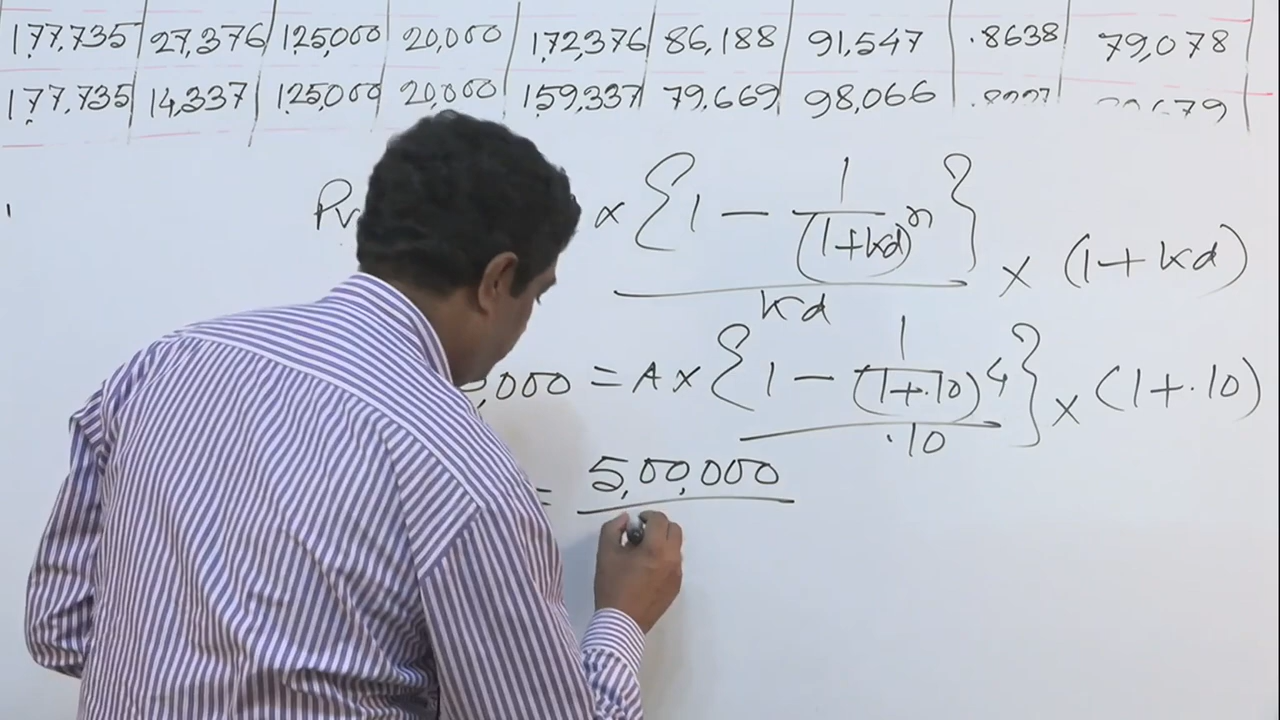 177,735 27,376 125,000 20,000 172,376 86,188 91,547 .8638 79,078
177,735 14,337 125,000 20,000 159,337 79,669 98,066
Pv × { 1 - 1/(1+kd)^n } / kd × (1+kd)
,000 = A × { 1 - 1/(1+.10)^4 } / .10 × (1+.10)
= 5,00,000